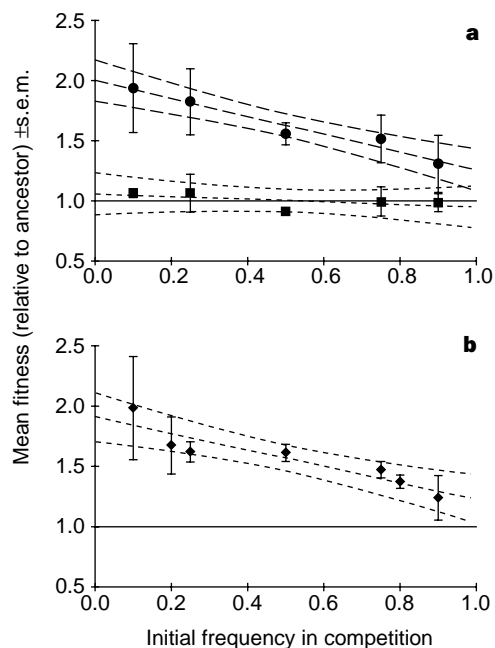 a
2.5
2.0
1.5
1.0
0.5
0.0 0.2 0.4 0.6 0.8 1.0
Mean fitness (relative to ancestor) ±s.e.m.
b
2.5
2.0
1.5
1.0
0.5
0.0 0.2 0.4 0.6 0.8 1.0
Initial frequency in competition